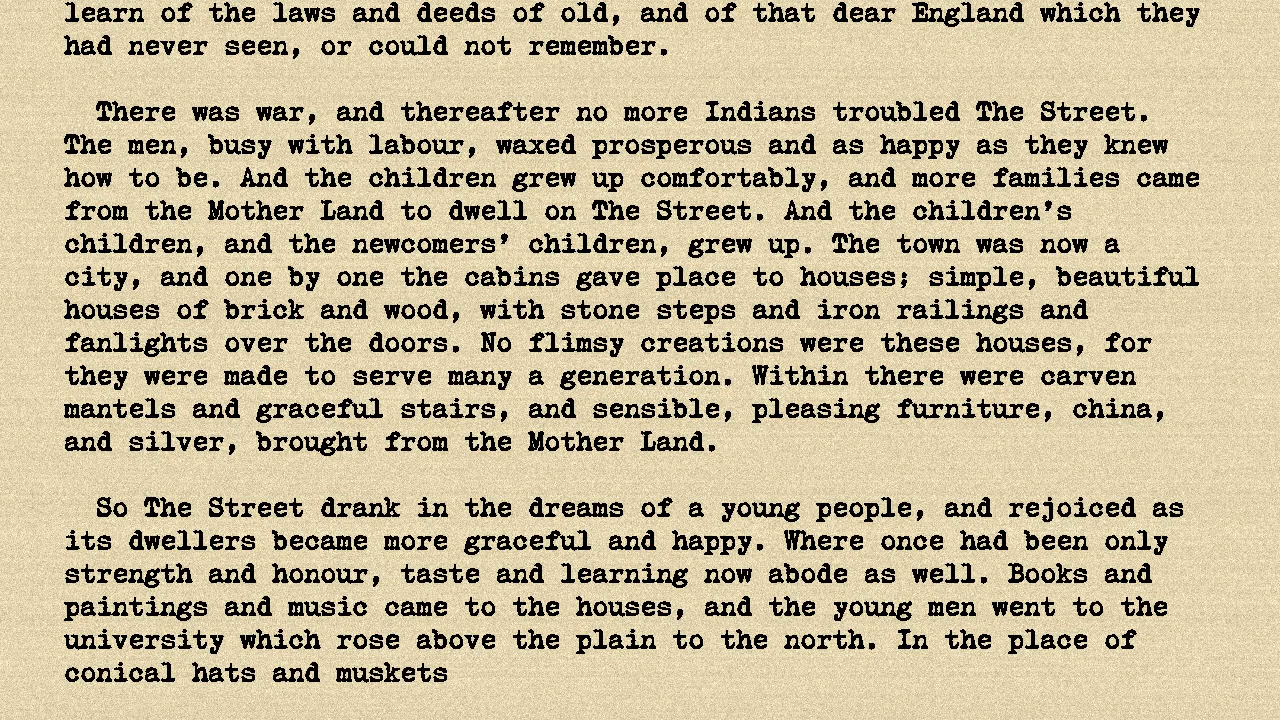 learn of the laws and deeds of old, and of that dear England which they
had never seen, or could not remember.
There was war, and thereafter no more Indians troubled The Street.
The men, busy with labour, waxed prosperous and as happy as they knew
how to be. And the children grew up comfortably, and more families came
from the Mother Land to dwell on The Street. And the children’s
children, and the newcomers’ children, grew up. The town was now a
city, and one by one the cabins gave place to houses; simple, beautiful
houses of brick and wood, with stone steps and iron railings and
fanlights over the doors. No flimsy creations were these houses, for
they were made to serve many a generation. Within there were carven
mantels and graceful stairs, and sensible, pleasing furniture, china,
and silver, brought from the Mother Land.
So The Street drank in the dreams of a young people, and rejoiced as
its dwellers became more graceful and happy. Where once had been only
strength and honour, taste and learning now abode as well. Books and
paintings and music came to the houses, and the young men went to the
university which rose above the plain to the north. In the place of
conical hats and muskets